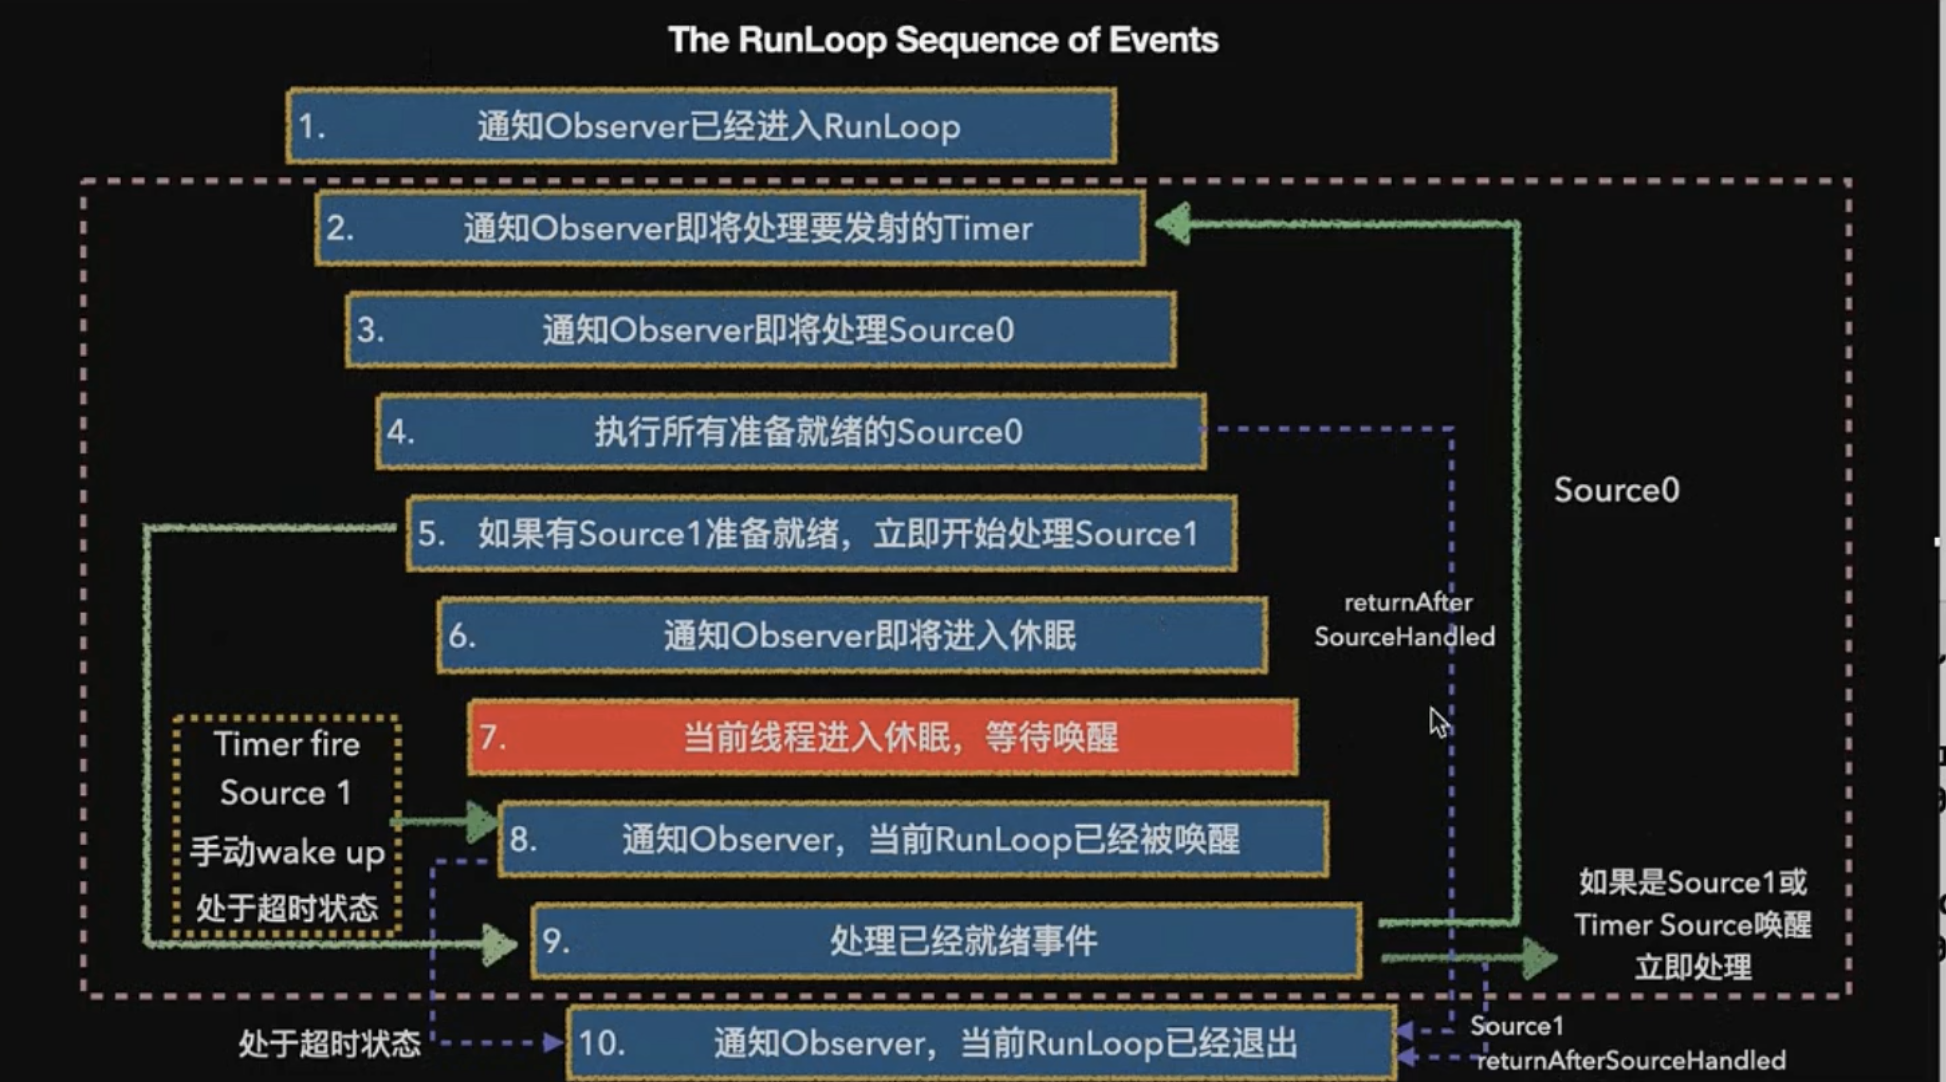 The RunLoop Sequence of Events
1. 通知Observer已经进入RunLoop
2. 通知Observer即将处理要发射的Timer
3. 通知Observer即将处理Source0
4. 执行所有准备就绪的Source0
Source0
5. 如果有Source1准备就绪，立即开始处理Source1
returnAfter
SourceHandled
6. 通知Observer即将进入休眠
7. 当前线程进入休眠，等待唤醒
Timer fire
Source 1
手动wake up
处于超时状态
8. 通知Observer，当前RunLoop已经被唤醒
9. 处理已经就绪事件
如果是Source1或
Timer Source唤醒
立即处理
处于超时状态
10. 通知Observer，当前RunLoop已经退出
Source1
returnAfterSourceHandled